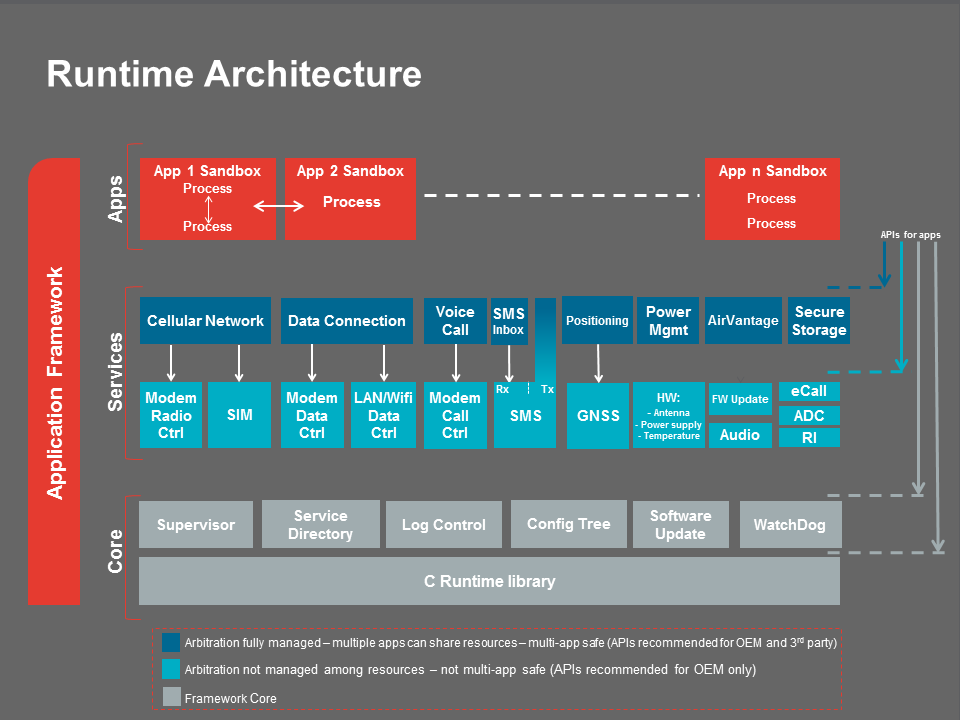 Runtime Architecture
Application Framework
Apps
App 1 Sandbox
Process
Process
App 2 Sandbox
Process
App n Sandbox
Process
Process
APIs for apps
Services
Cellular Network
Data Connection
Voice
Call
SMS
Inbox
Positioning
Power
Mgmt
AirVantage
Secure
Storage
Modem
Radio
Ctrl
SIM
Modem
Data
Ctrl
LAN/Wifi
Data
Ctrl
Modem
Call
Ctrl
Rx Tx
SMS
GNSS
HW:
- Antenna
- Power supply
- Temperature
FW Update
Audio
eCall
ADC
RI
Core
Supervisor
Service
Directory
Log Control
Config Tree
Software
Update
WatchDog
C Runtime library
Arbitration fully managed – multiple apps can share resources – multi-app safe (APIs recommended for OEM and 3rd party)
Arbitration not managed among resources – not multi-app safe (APIs recommended for OEM only)
Framework Core